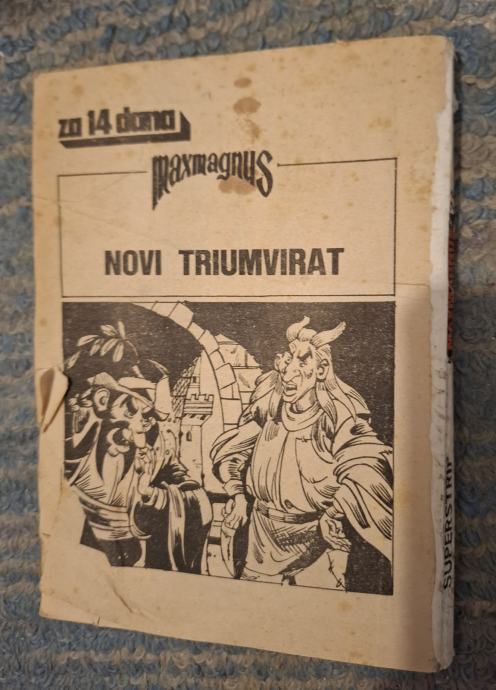 za 14 dana
maxmagnus
NOVI TRIUMVIRAT
SUPERSTRIP